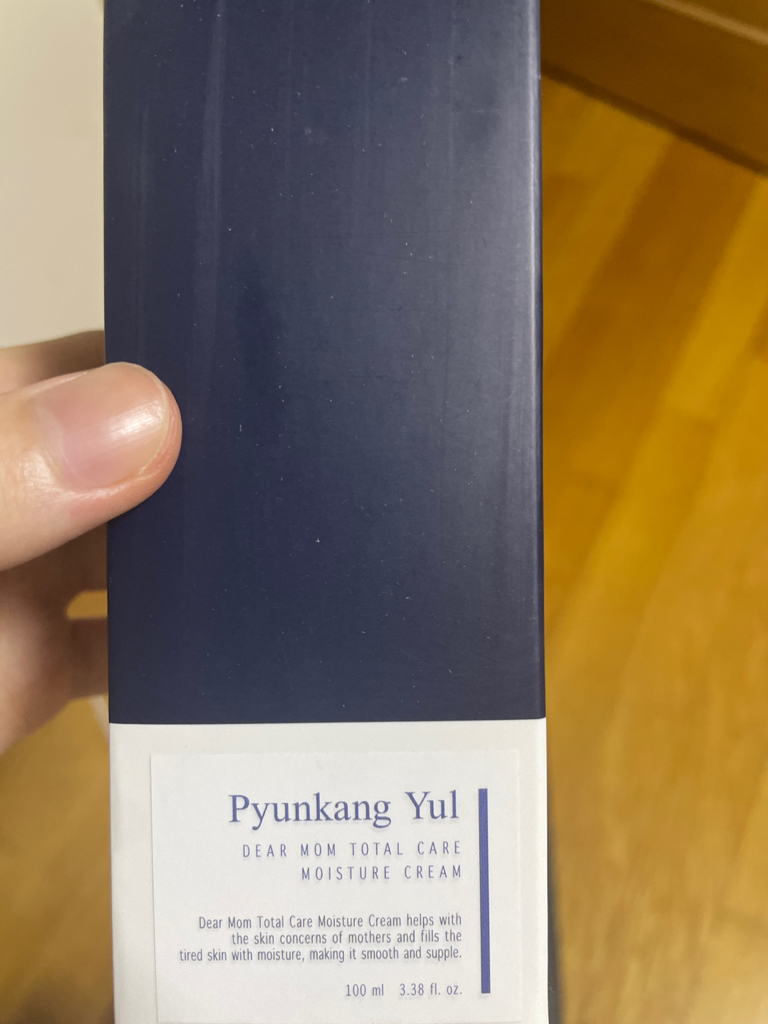 Pyunkang Yul
DEAR MOM TOTAL CARE
MOISTURE CREAM
Dear Mom Total Care Moisture Cream helps with
the skin concerns of mothers and fills the
tired skin with moisture, making it smooth and supple.
100 ml 3.38 fl. oz.